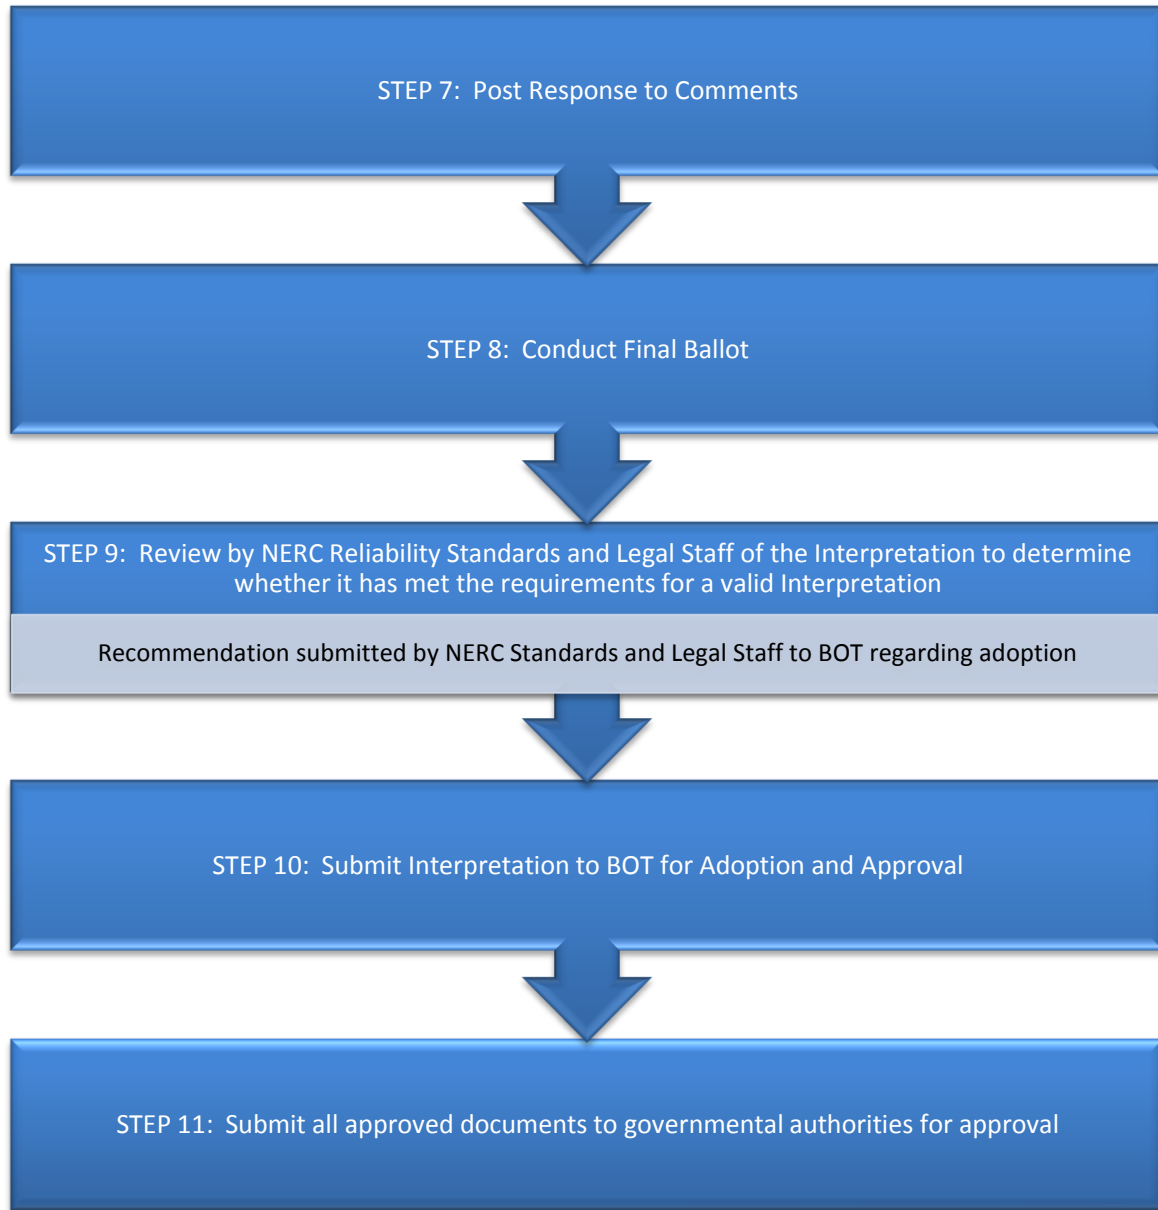 STEP 7:  Post Response to Comments
STEP 8:  Conduct Final Ballot
STEP 9:  Review by NERC Reliability Standards and Legal Staff of the Interpretation to determine
whether it has met the requirements for a valid Interpretation
Recommendation submitted by NERC Standards and Legal Staff to BOT regarding adoption
STEP 10:  Submit Interpretation to BOT for Adoption and Approval
STEP 11:  Submit all approved documents to governmental authorities for approval